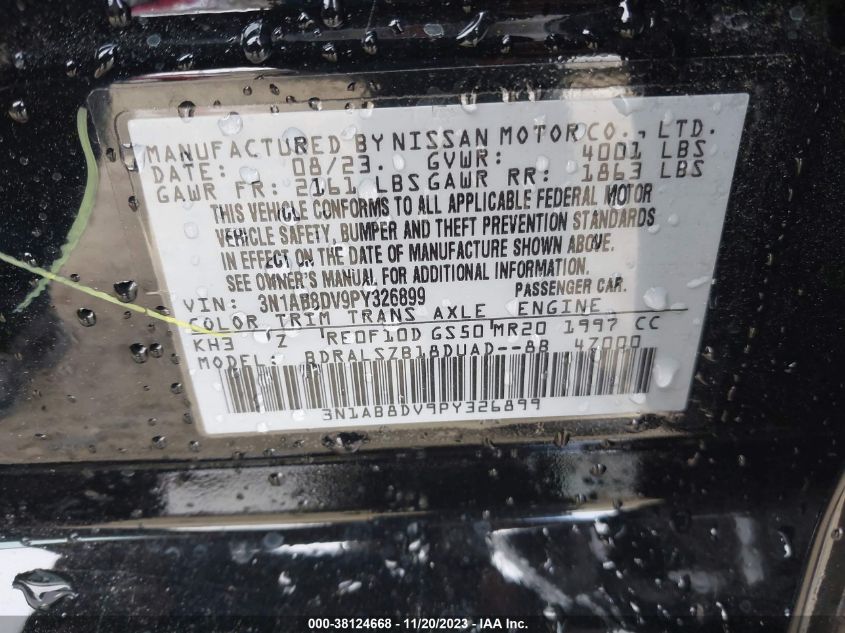 MANUFACTURED BY NISSAN MOTOR CO., LTD.
DATE: 08/23. GVWR: 4001 LBS
GAWR FR: 2161 LBS GAWR RR: 1863 LBS
THIS VEHICLE CONFORMS TO ALL APPLICABLE FEDERAL MOTOR
VEHICLE SAFETY, BUMPER AND THEFT PREVENTION STANDARDS
IN EFFECT ON THE DATE OF MANUFACTURE SHOWN ABOVE.
SEE OWNER'S MANUAL FOR ADDITIONAL INFORMATION.
VIN: 3N1AB8DV9PY326899 PASSENGER CAR.
COLOR TRIM TRANS AXLE ENGINE
KH3 Z RE0F10D GS50 MR20 1997 CC
MODEL: BDRALSZB18DUAD--BB 47000
3N1AB8DV9PY326899
000-38124668 - 11/20/2023 - IAA Inc.